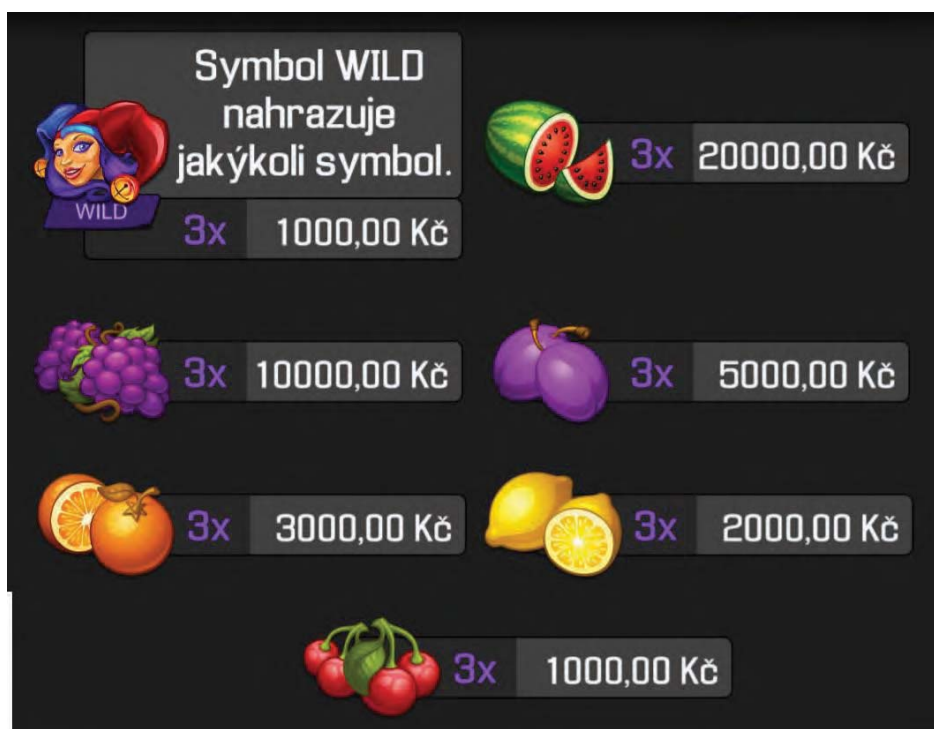 Symbol WILD
nahrazuje
jakýkoli symbol.
WILD
3x 1000,00 Kč
3x 20000,00 Kč
3x 10000,00 Kč
3x 5000,00 Kč
3x 3000,00 Kč
3x 2000,00 Kč
3x 1000,00 Kč